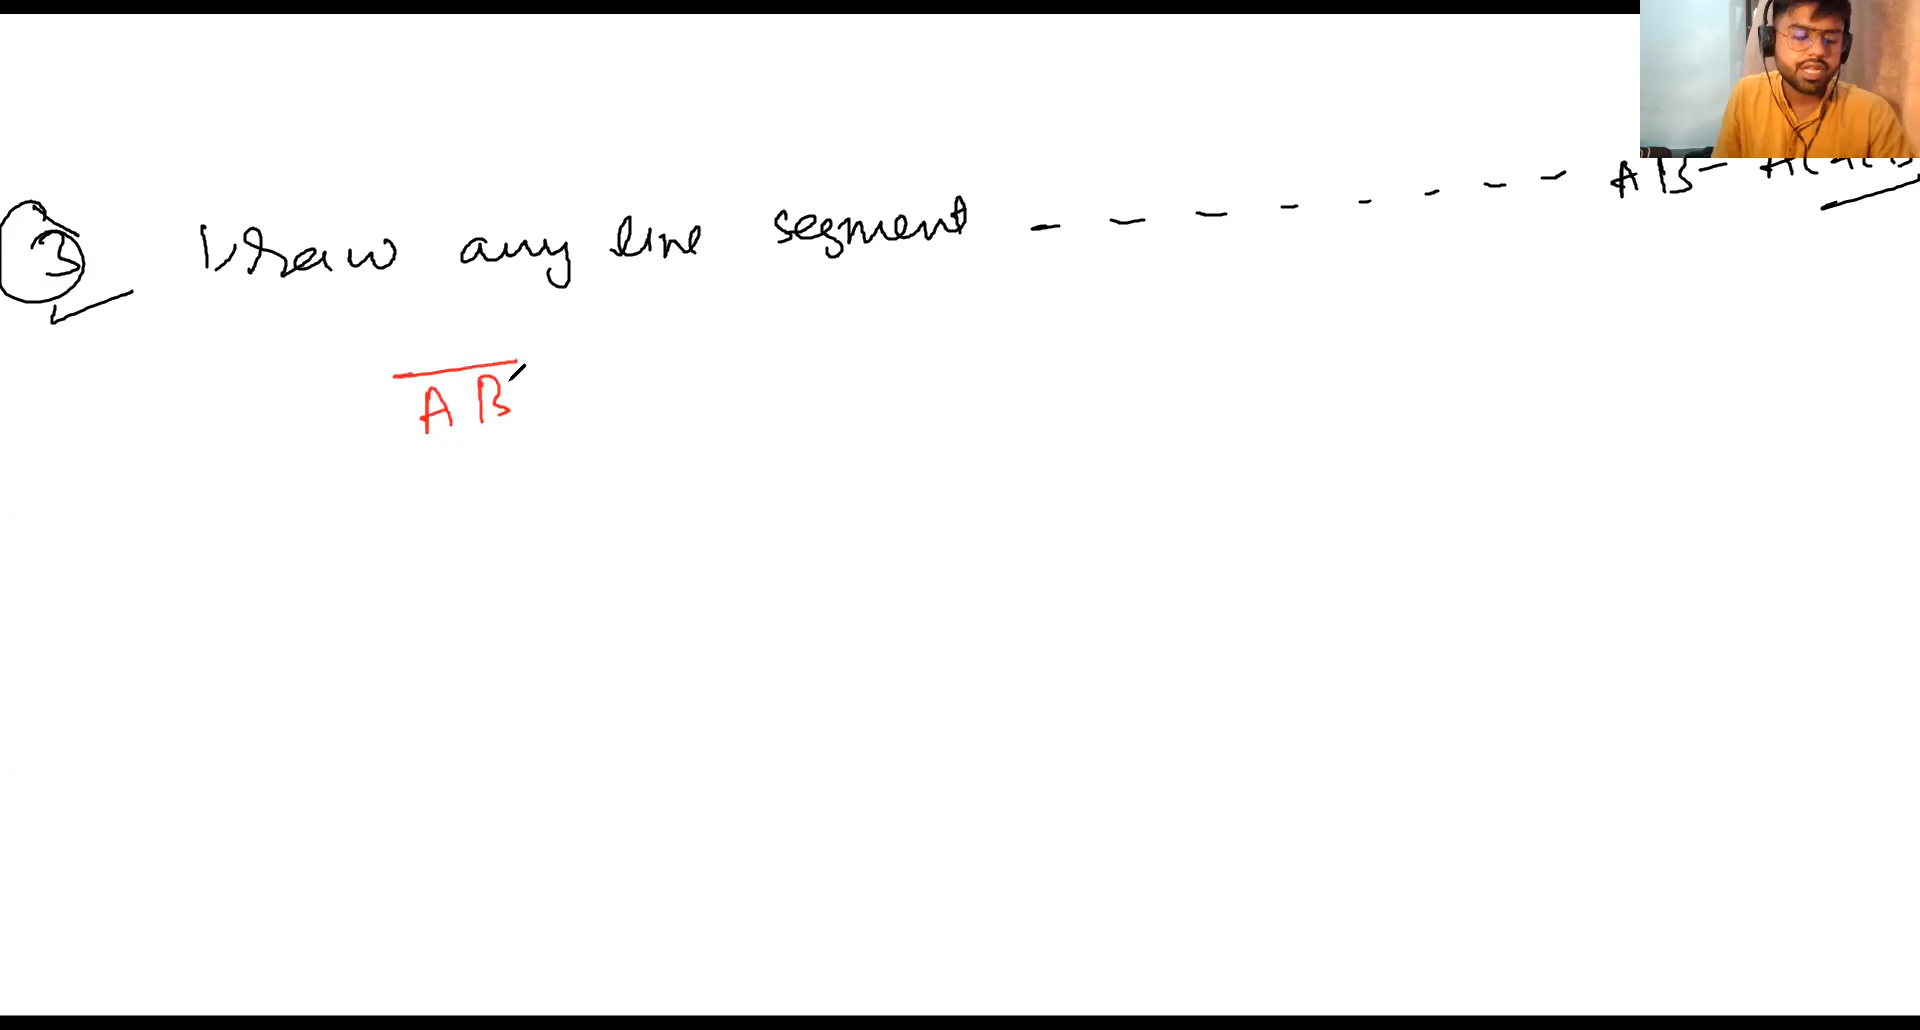 3 Draw any line segment - - - - - - - - - AB -
AB